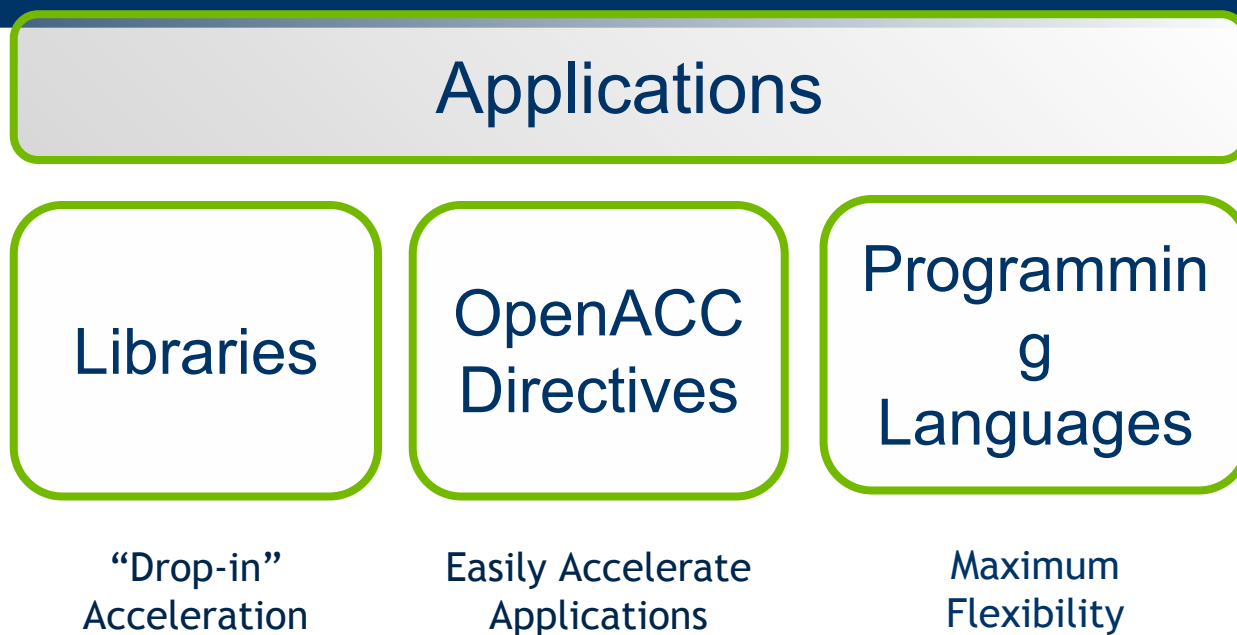 Applications
Libraries
OpenACC
Directives
Programmin
g
Languages
“Drop-in”
Acceleration
Easily Accelerate
Applications
Maximum
Flexibility